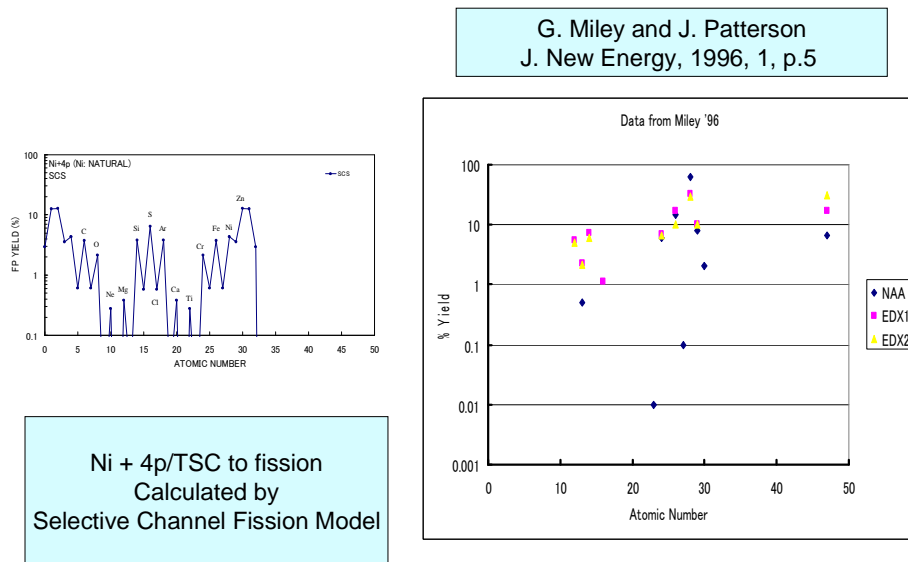 G. Miley and J. Patterson
J. New Energy, 1996, 1, p.5
Ni+4p (Ni: NATURAL)
SCS
SCS
FP YIELD (%)
100
10
1
0.1
C
O
Ne
Mg
Si
S
Cl
Ar
Ca
Ti
Cr
Fe
Ni
Zn
0 5 10 15 20 25 30 35 40 45 50
ATOMIC NUMBER
Ni + 4p/TSC to fission
Calculated by
Selective Channel Fission Model
Data from Miley '96
% Yield
100
10
1
0.1
0.01
0.001
0 10 20 30 40 50
Atomic Number
NAA
EDX1
EDX2